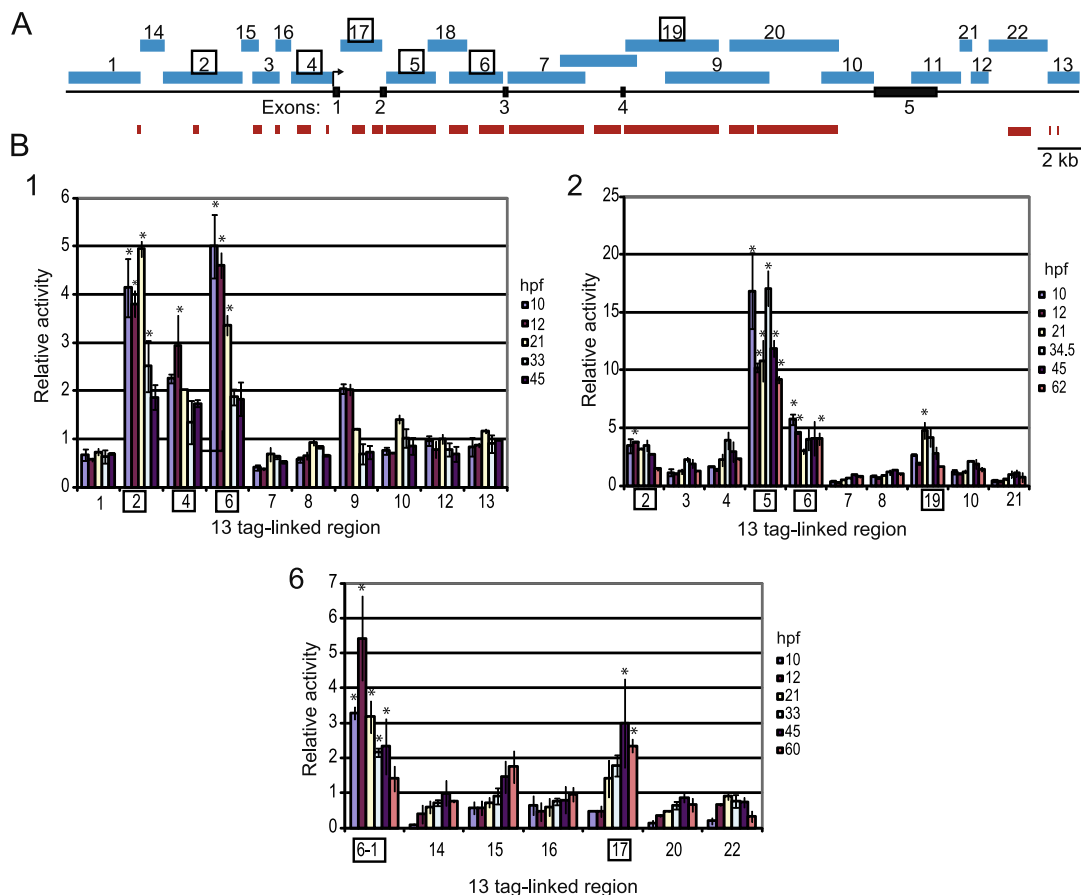 A
14 15 16 17 18 19 20 21 22
1 2 3 4 5 6 7 9 10 11 12 13
Exons: 1 2 3 4 5
2 kb
B
1
6
5
4
3
2
1
0
Relative activity
* * * * * * * *
hpf
10
12
21
33
45
1 2 4 6 7 8 9 10 12 13
13 tag-linked region
2
25
20
15
10
5
0
Relative activity
* * * * * * * * * * * *
hpf
10
12
21
34.5
45
62
2 3 4 5 6 7 8 19 10 21
13 tag-linked region
6
7
6
5
4
3
2
1
0
Relative activity
* * * * * * *
hpf
10
12
21
33
45
60
6-1 14 15 16 17 20 22
13 tag-linked region